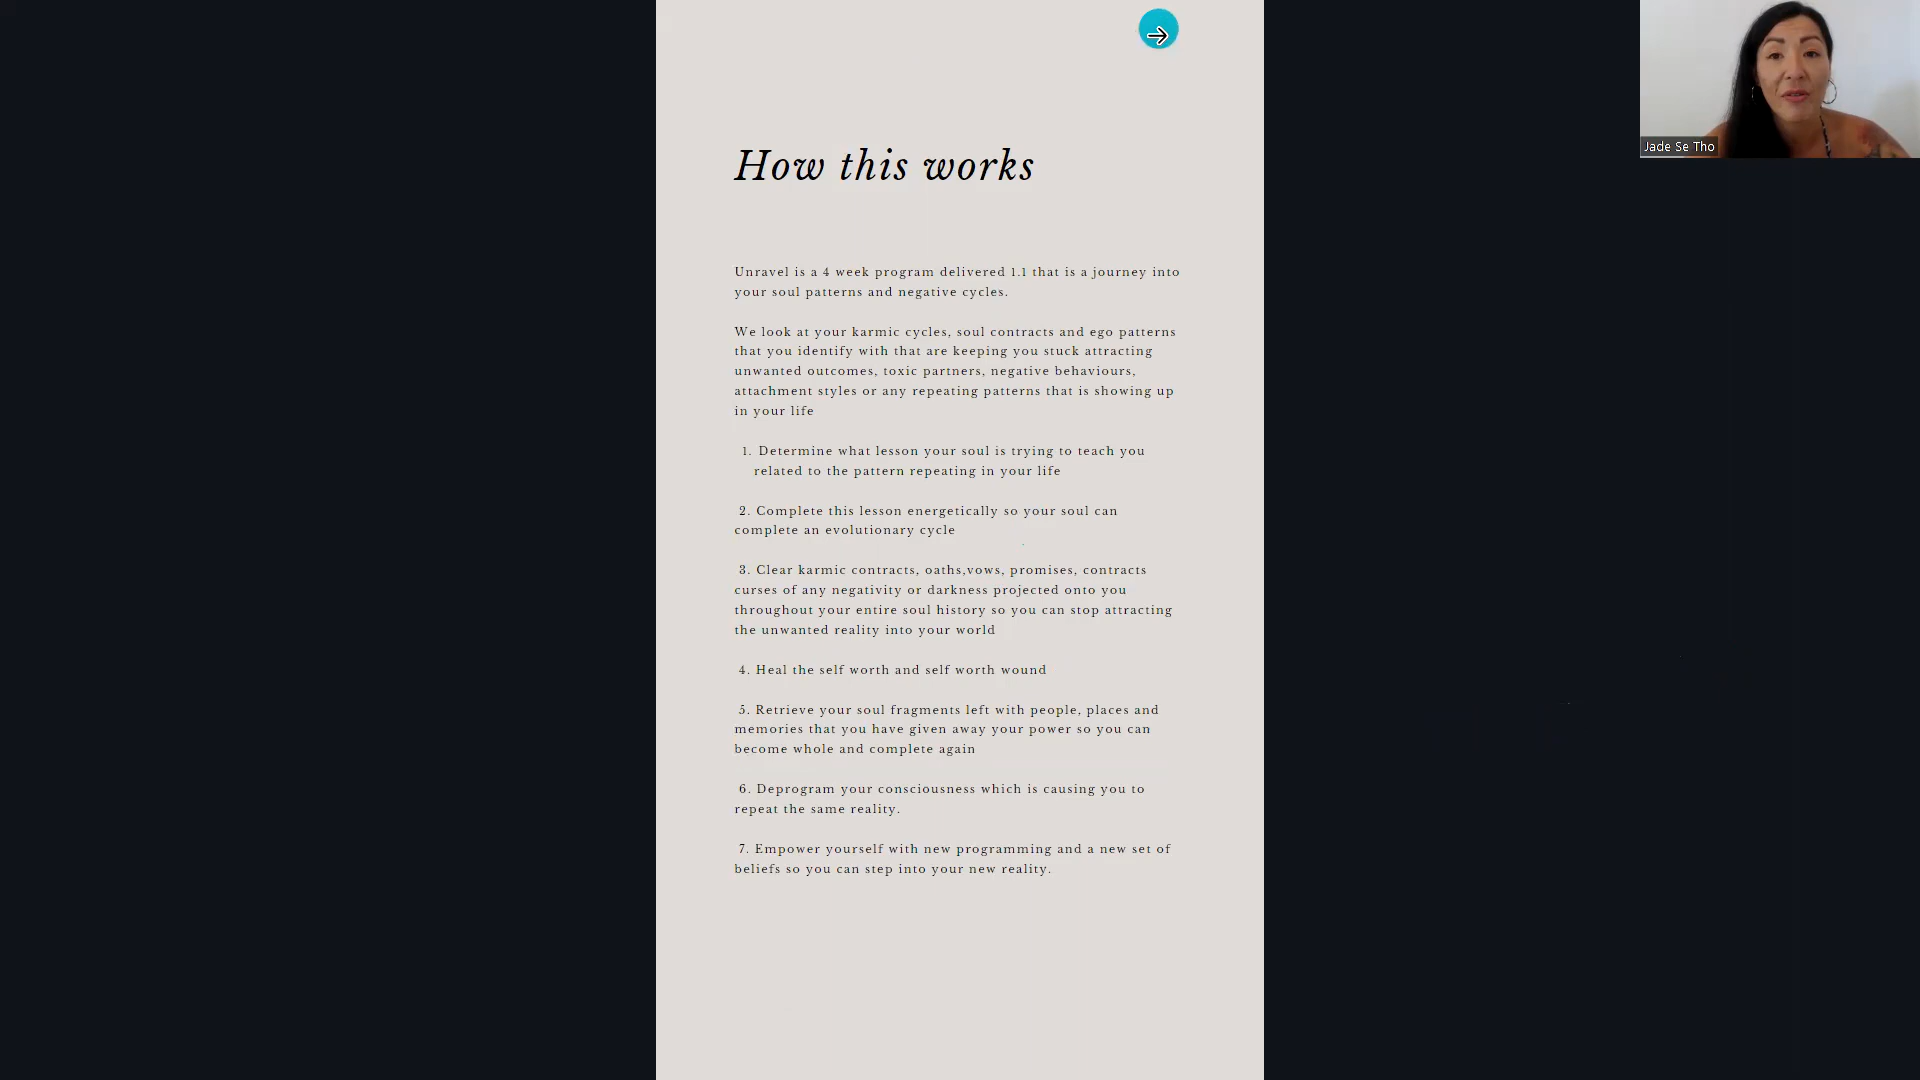 How this works
Unravel is a 4 week program delivered 1.1 that is a journey into
your soul patterns and negative cycles.
We look at your karmic cycles, soul contracts and ego patterns
that you identify with that are keeping you stuck attracting
unwanted outcomes, toxic partners, negative behaviours,
attachment styles or any repeating patterns that is showing up
in your life
1. Determine what lesson your soul is trying to teach you
related to the pattern repeating in your life
2. Complete this lesson energetically so your soul can
complete an evolutionary cycle
3. Clear karmic contracts, oaths,vows, promises, contracts
curses of any negativity or darkness projected onto you
throughout your entire soul history so you can stop attracting
the unwanted reality into your world
4. Heal the self worth and self worth wound
5. Retrieve your soul fragments left with people, places and
memories that you have given away your power so you can
become whole and complete again
6. Deprogram your consciousness which is causing you to
repeat the same reality.
7. Empower yourself with new programming and a new set of
beliefs so you can step into your new reality.
Jade Se Tho